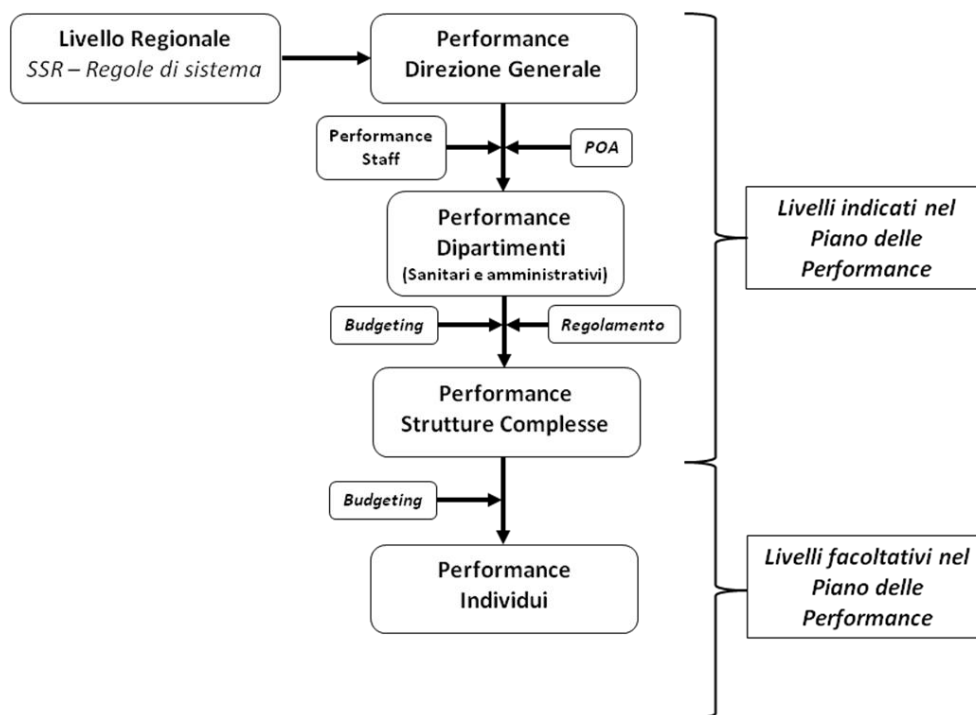 Livello Regionale
SSR – Regole di sistema
Performance
Direzione Generale
Performance
Staff
POA
Performance
Dipartimenti
(Sanitari e amministrativi)
Livelli indicati nel
Piano delle
Performance
Budgeting
Regolamento
Performance
Strutture Complesse
Budgeting
Performance
Individui
Livelli facoltativi nel
Piano delle
Performance